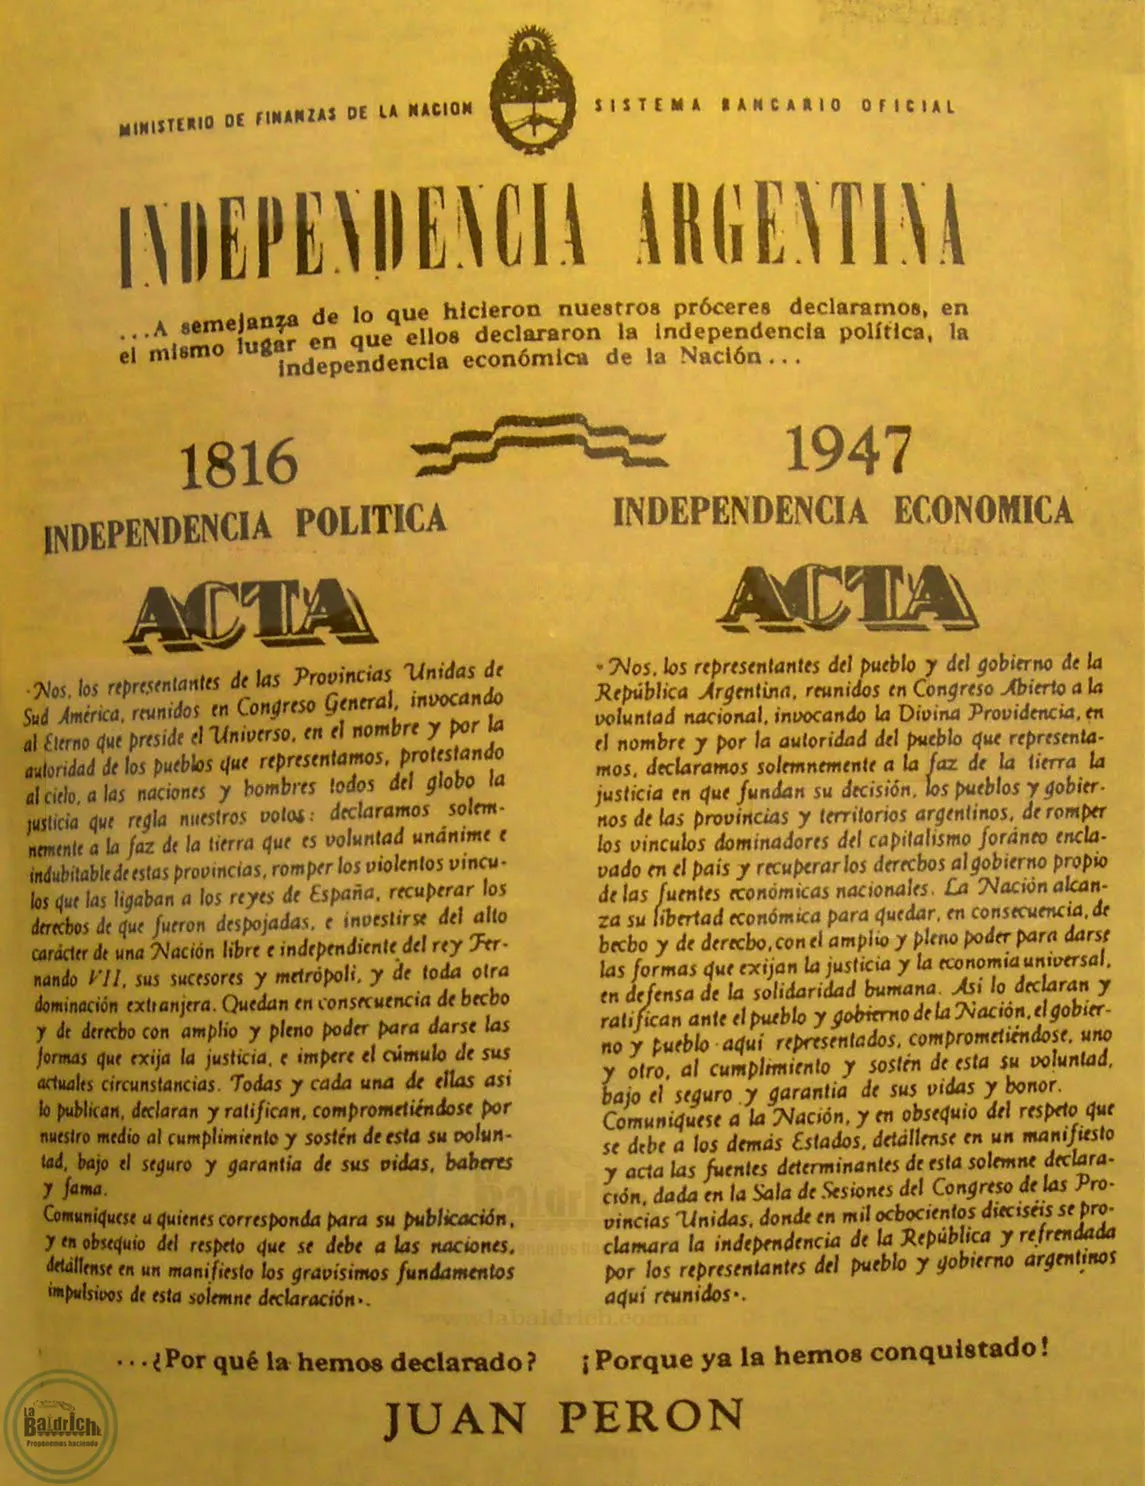 MINISTERIO DE FINANZAS DE LA NACION
SISTEMA BANCARIO OFICIAL
INDEPENDENCIA ARGENTINA
...A semejanza de lo que hicieron nuestros próceres declaramos, en
el mismo lugar en que ellos declararon la independencia política, la
independencia económica de la Nación...
1816
INDEPENDENCIA POLITICA
ACTA
"Nos, los representantes de las Provincias Unidas de
Sud América, reunidos en Congreso General, invocando
al Eterno que preside el Universo, en el nombre y por la
autoridad de los pueblos que representamos, protestando
al cielo, a las naciones y hombres todos del globo la
justicia que regla nuestros votos: declaramos solem-
nemente a la faz de la tierra que es voluntad unánime e
indubitable de estas provincias, romper los violentos víncu-
los que las ligaban a los reyes de España, recuperar los
derechos de que fueron despojadas, e investirse del alto
carácter de una Nación libre e independiente del rey Fer-
nando VII, sus sucesores y metrópoli, y de toda otra
dominación extranjera. Quedan en consecuencia de hecho
y de derecho con amplio y pleno poder para darse las
formas que exija la justicia, e impere el cúmulo de sus
actuales circunstancias. Todas y cada una de ellas así
lo publican, declaran y ratifican, comprometiéndose por
nuestro medio al cumplimiento y sostén de esta su volun-
tad, bajo el seguro y garantía de sus vidas, haberes
y fama.
Comuníquese a quienes corresponda para su publicación,
y en obsequio del respeto que se debe a las naciones,
detállense en un manifiesto los gravísimos fundamentos
impulsivos de esta solemne declaración".
1947
INDEPENDENCIA ECONOMICA
ACTA
"Nos, los representantes del pueblo y del gobierno de la
República Argentina, reunidos en Congreso Abierto a la
voluntad nacional, invocando la Divina Providencia, en
el nombre y por la autoridad del pueblo que representa-
mos, declaramos solemnemente a la faz de la tierra la
justicia en que fundan su decisión, los pueblos y gobier-
nos de las provincias y territorios argentinos, de romper
los vínculos dominadores del capitalismo foráneo encla-
vado en el país y recuperar los derechos al gobierno propio
de las fuentes económicas nacionales. La Nación alcan-
za su libertad económica para quedar, en consecuencia, de
hecho y de derecho, con el amplio y pleno poder para darse
las formas que exijan la justicia y la economía universal,
en defensa de la solidaridad humana. Así lo declaran y
ratifican ante el pueblo y gobierno de la Nación, el gobier-
no y pueblo aquí representados, comprometiéndose, uno
y otro, al cumplimiento y sostén de esta su voluntad,
bajo el seguro y garantía de sus vidas y honor.
Comuníquese a la Nación, y en obsequio del respeto que
se debe a los demás Estados, detállense en un manifiesto
y acta las fuentes determinantes de esta solemne declara-
ción, dada en la Sala de Sesiones del Congreso de las Pro-
vincias Unidas, donde en mil ochocientos dieciséis se pro-
clamara la independencia de la República y refrendada
por los representantes del pueblo y gobierno argentinos
aquí reunidos".
...¿Por qué la hemos declarado? ¡Porque ya la hemos conquistado!
JUAN PERON
La Baldrich
Proponemos haciendo
www.labaldrich.com.ar